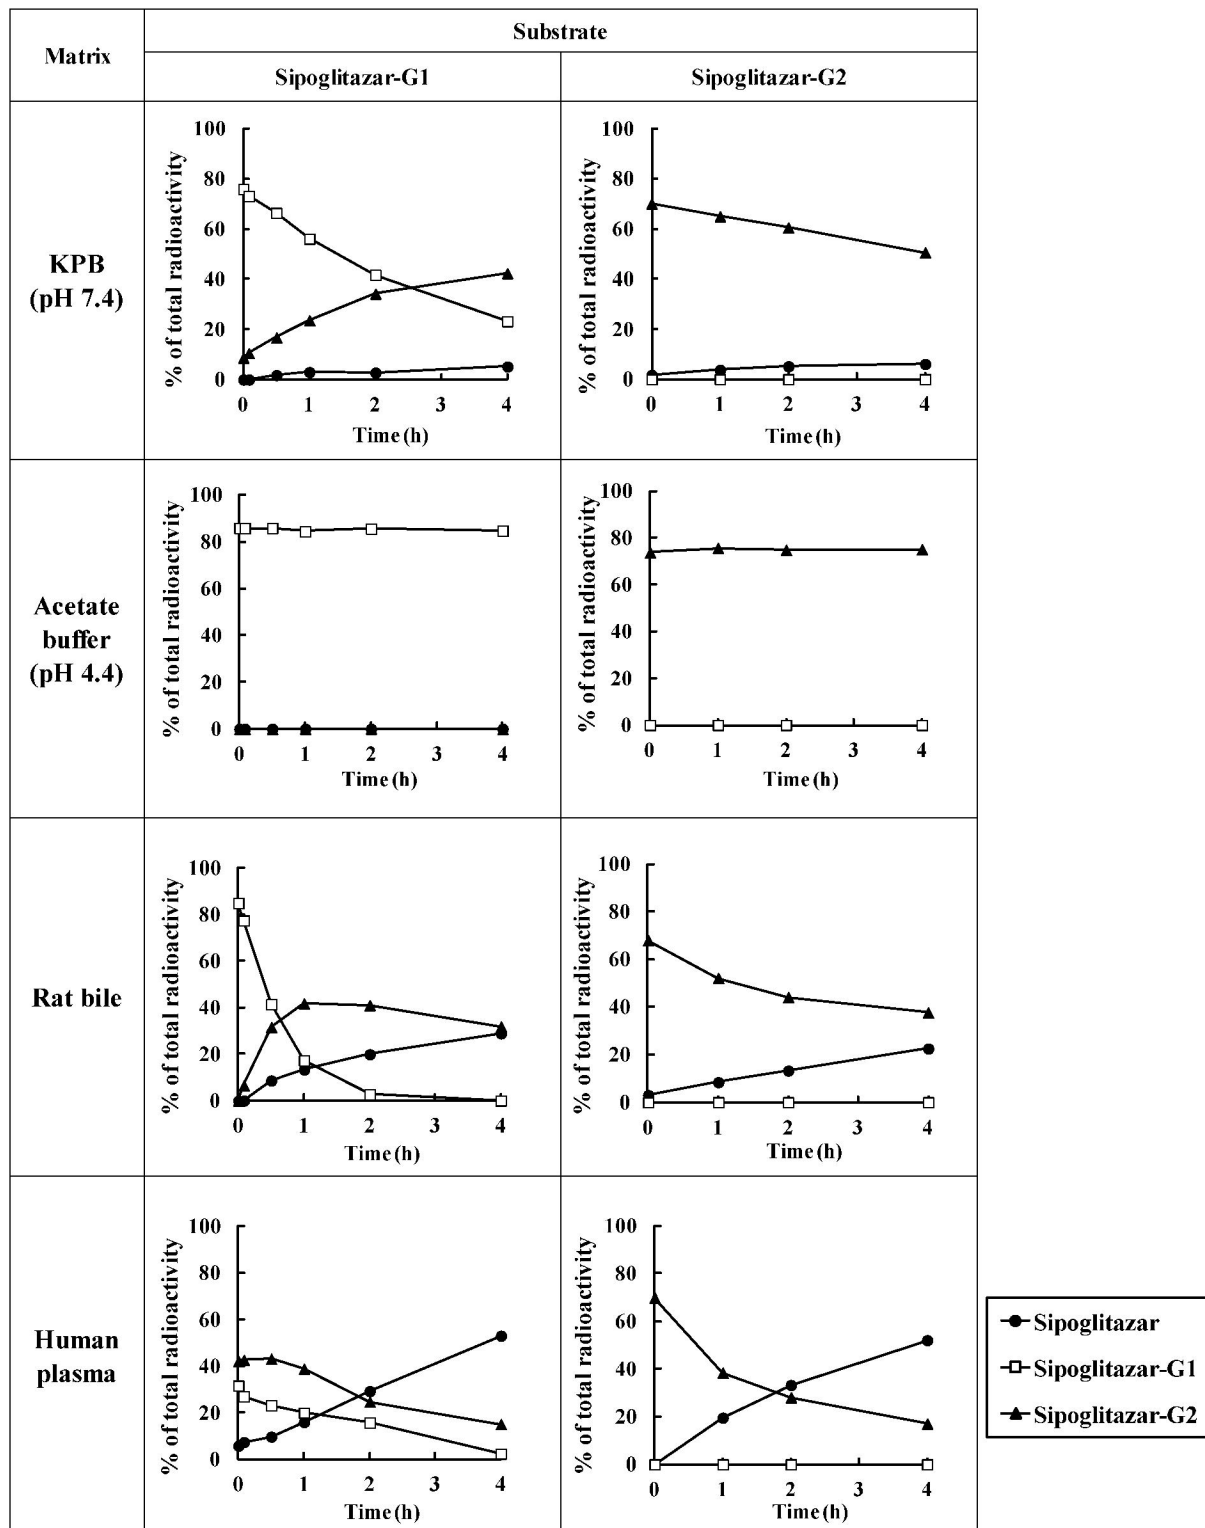 Matrix
Substrate
Sipoglitazar-G1
Sipoglitazar-G2
KPB
(pH 7.4)
% of total radioactivity
100
80
60
40
20
0
0 1 2 3 4
Time (h)
% of total radioactivity
100
80
60
40
20
0
0 1 2 3 4
Time (h)
Acetate
buffer
(pH 4.4)
% of total radioactivity
100
80
60
40
20
0
0 1 2 3 4
Time (h)
% of total radioactivity
100
80
60
40
20
0
0 1 2 3 4
Time (h)
Rat bile
% of total radioactivity
100
80
60
40
20
0
0 1 2 3 4
Time (h)
% of total radioactivity
100
80
60
40
20
0
0 1 2 3 4
Time (h)
Human
plasma
% of total radioactivity
100
80
60
40
20
0
0 1 2 3 4
Time (h)
% of total radioactivity
100
80
60
40
20
0
0 1 2 3 4
Time (h)
Sipoglitazar
Sipoglitazar-G1
Sipoglitazar-G2